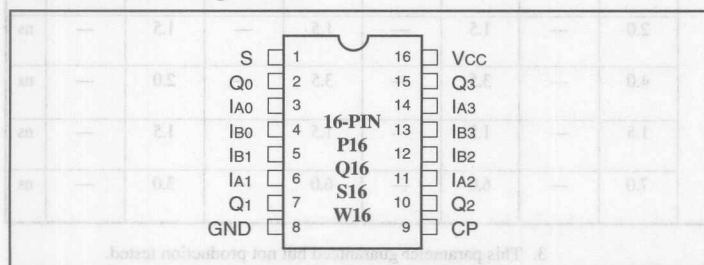 S 1 16 VCC
Q0 2 15 Q3
IA0 3 14 IA3
IB0 4 16-PIN 13 IB3
IB1 5 P16 12 IB2
IA1 6 Q16 11 IA2
Q1 7 S16 10 Q2
GND 8 W16 9 CP
3. This parameter guaranteed but not production tested.